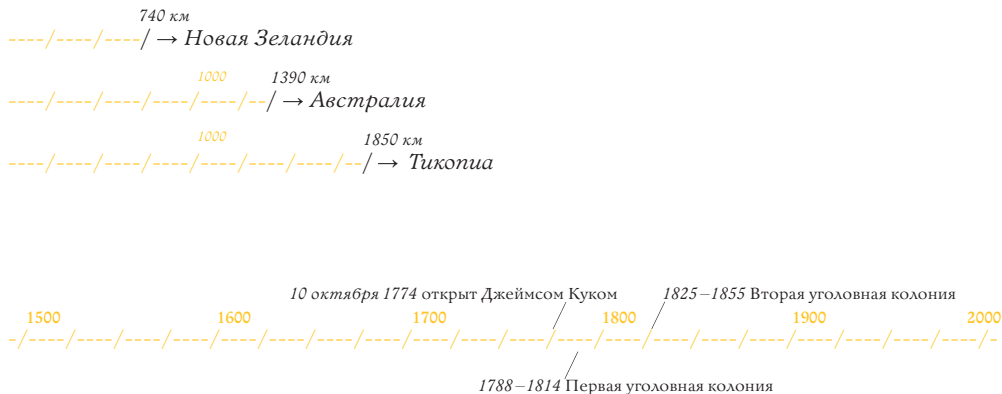 740 км
→ Новая Зеландия
1000 1390 км
→ Австралия
1000 1850 км
→ Тикопиа
10 октября 1774 открыт Джеймсом Куком 1825–1855 Вторая уголовная колония
1500 1600 1700 1800 1900 2000
1788–1814 Первая уголовная колония